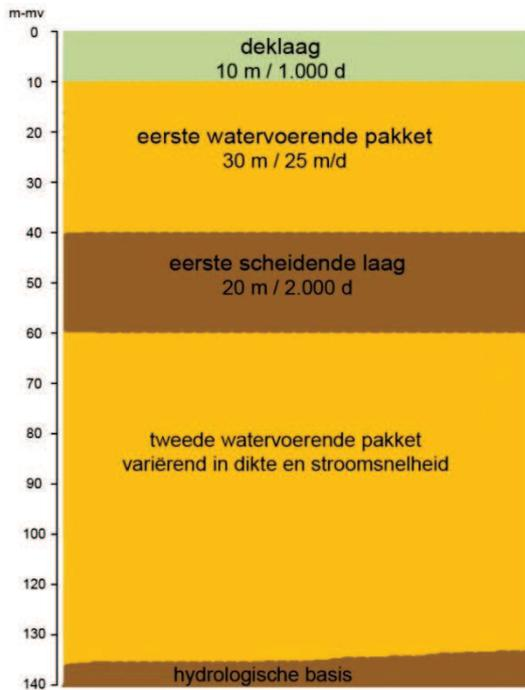 m-mv
0
deklaag
10 m / 1.000 d
10
20
eerste watervoerende pakket
30 m / 25 m/d
30
40
eerste scheidende laag
50
20 m / 2.000 d
60
70
80
tweede watervoerende pakket
variërend in dikte en stroomsnelheid
90
100
110
120
130
hydrologische basis
140